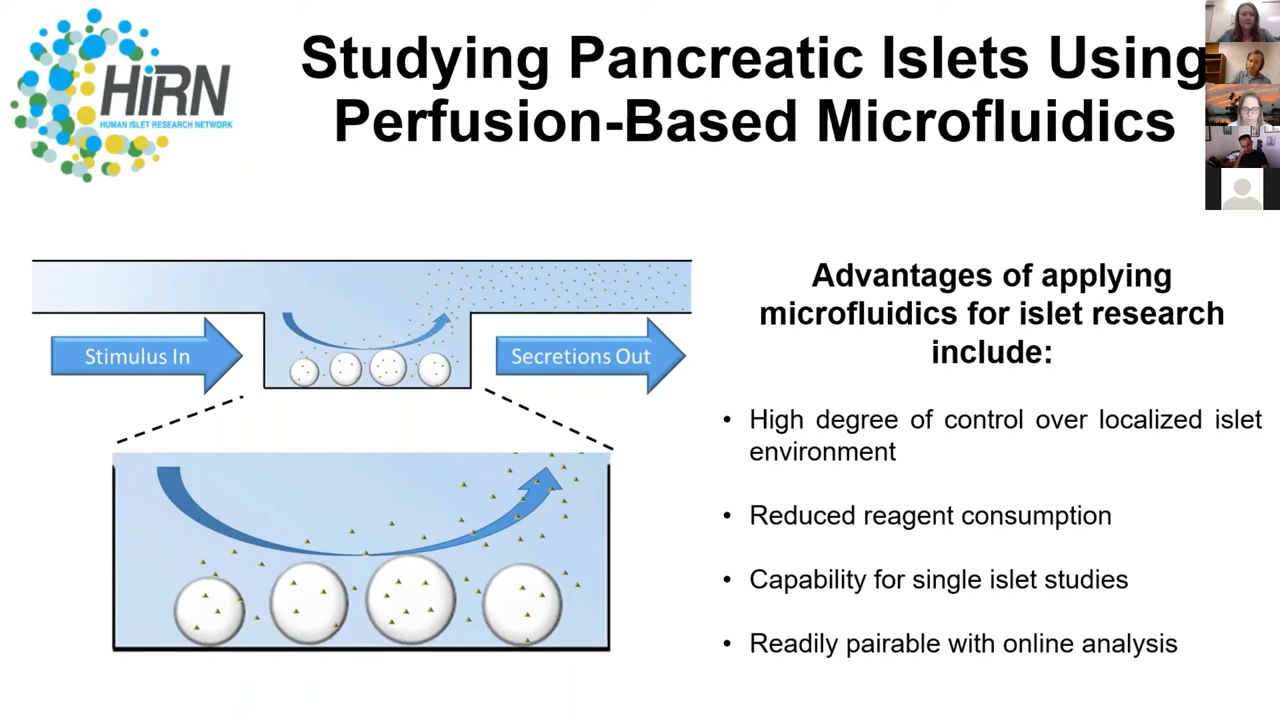 HiRN
HUMAN ISLET RESEARCH NETWORK
Studying Pancreatic Islets Using
Perfusion-Based Microfluidics
Stimulus In
Secretions Out
Advantages of applying
microfluidics for islet research
include:
• High degree of control over localized islet
environment
• Reduced reagent consumption
• Capability for single islet studies
• Readily pairable with online analysis